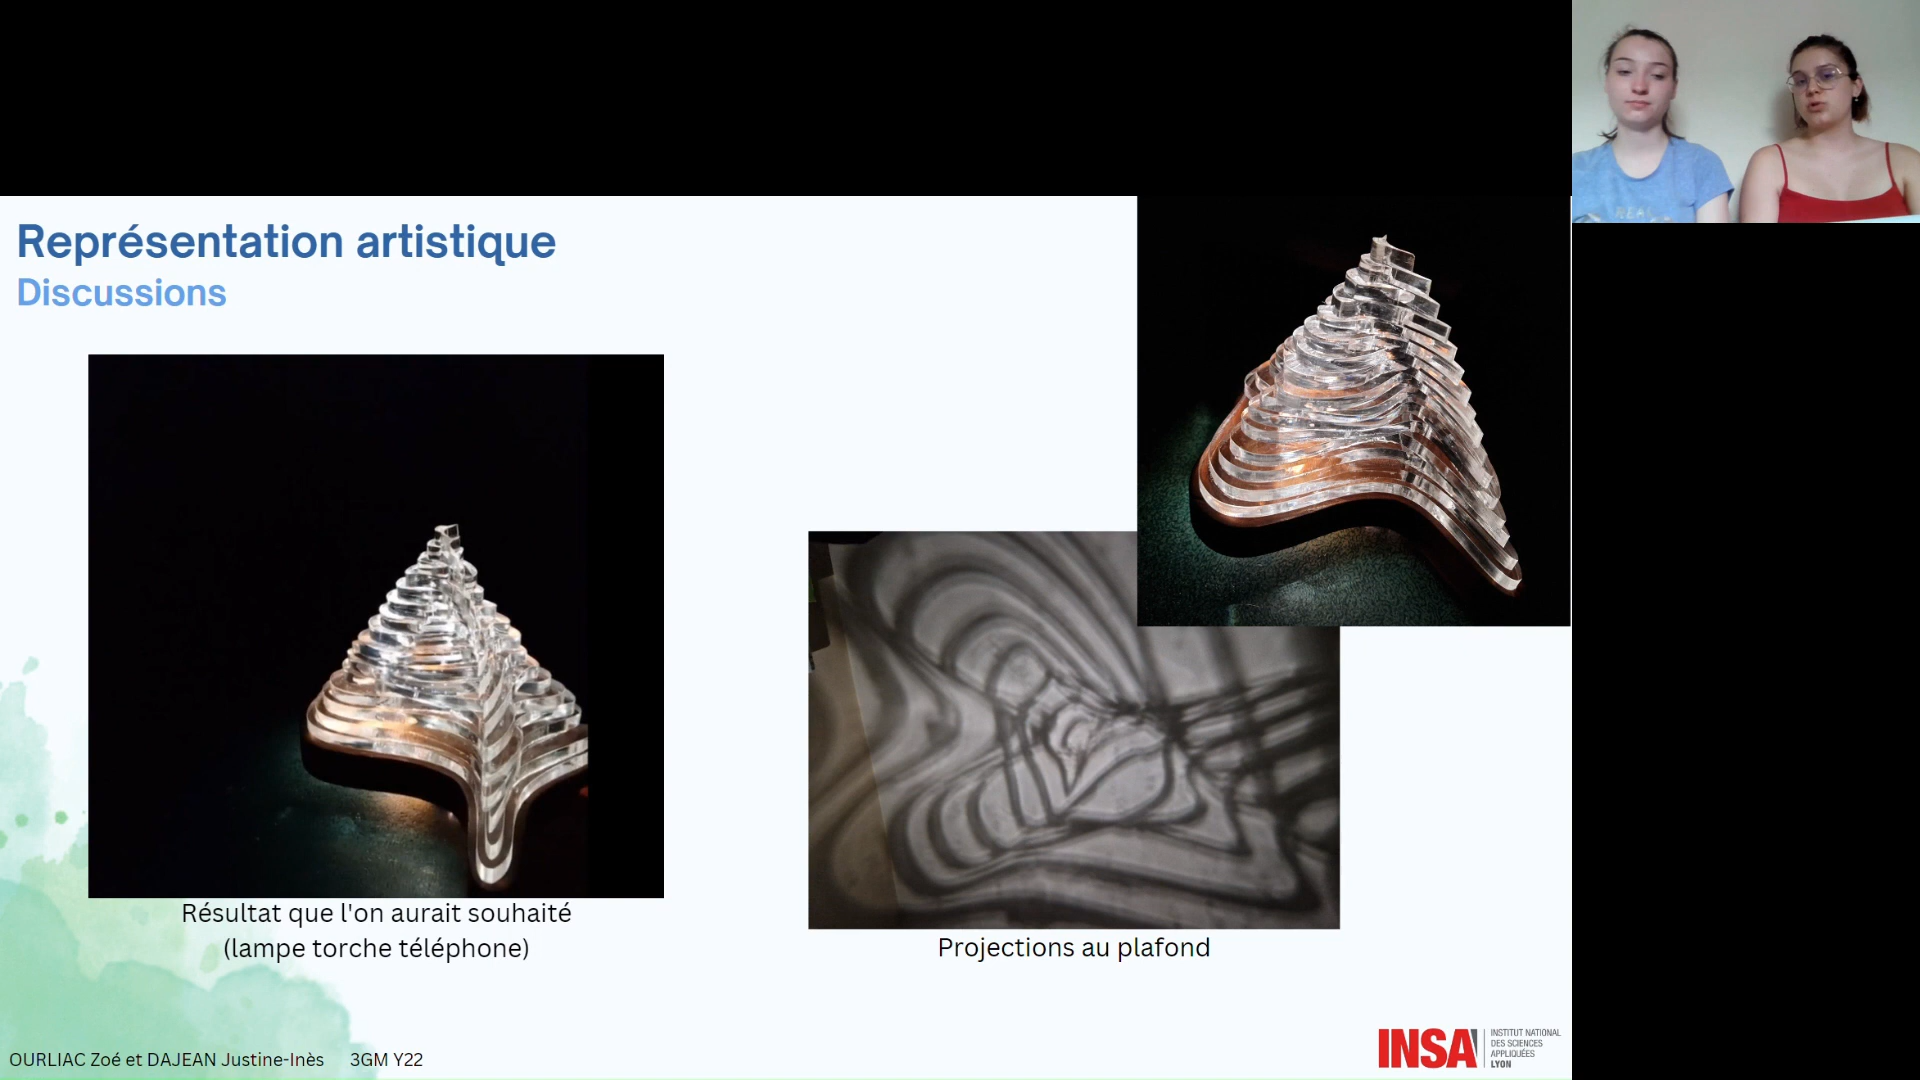 Représentation artistique
Discussions
Résultat que l'on aurait souhaité
(lampe torche téléphone)
Projections au plafond
OURLIAC Zoé et DAJEAN Justine-Inès 3GM Y22
INSA
INSTITUT NATIONAL
DES SCIENCES
APPLIQUÉES
LYON